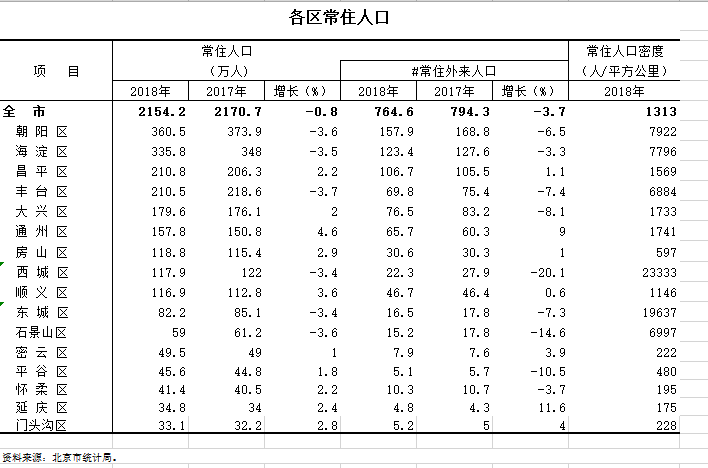 各区常住人口
常住人口 常住人口密度
项 目 （万人） #常住外来人口 （人/平方公里）
2018年 2017年 增长（%） 2018年 2017年 增长（%） 2018年
全 市 2154.2 2170.7 -0.8 764.6 794.3 -3.7 1313
朝 阳 区 360.5 373.9 -3.6 157.9 168.8 -6.5 7922
海 淀 区 335.8 348 -3.5 123.4 127.6 -3.3 7796
昌 平 区 210.8 206.3 2.2 106.7 105.5 1.1 1569
丰 台 区 210.5 218.6 -3.7 69.8 75.4 -7.4 6884
大 兴 区 179.6 176.1 2 76.5 83.2 -8.1 1733
通 州 区 157.8 150.8 4.6 65.7 60.3 9 1741
房 山 区 118.8 115.4 2.9 30.6 30.3 1 597
西 城 区 117.9 122 -3.4 22.3 27.9 -20.1 23333
顺 义 区 116.9 112.8 3.6 46.7 46.4 0.6 1146
东 城 区 82.2 85.1 -3.4 16.5 17.8 -7.3 19637
石景山区 59 61.2 -3.6 15.2 17.8 -14.6 6997
密 云 区 49.5 49 1 7.9 7.6 3.9 222
平 谷 区 45.6 44.8 1.8 5.1 5.7 -10.5 480
怀 柔 区 41.4 40.5 2.2 10.3 10.7 -3.7 195
延 庆 区 34.8 34 2.4 4.8 4.3 11.6 175
门头沟区 33.1 32.2 2.8 5.2 5 4 228
资料来源：北京市统计局。